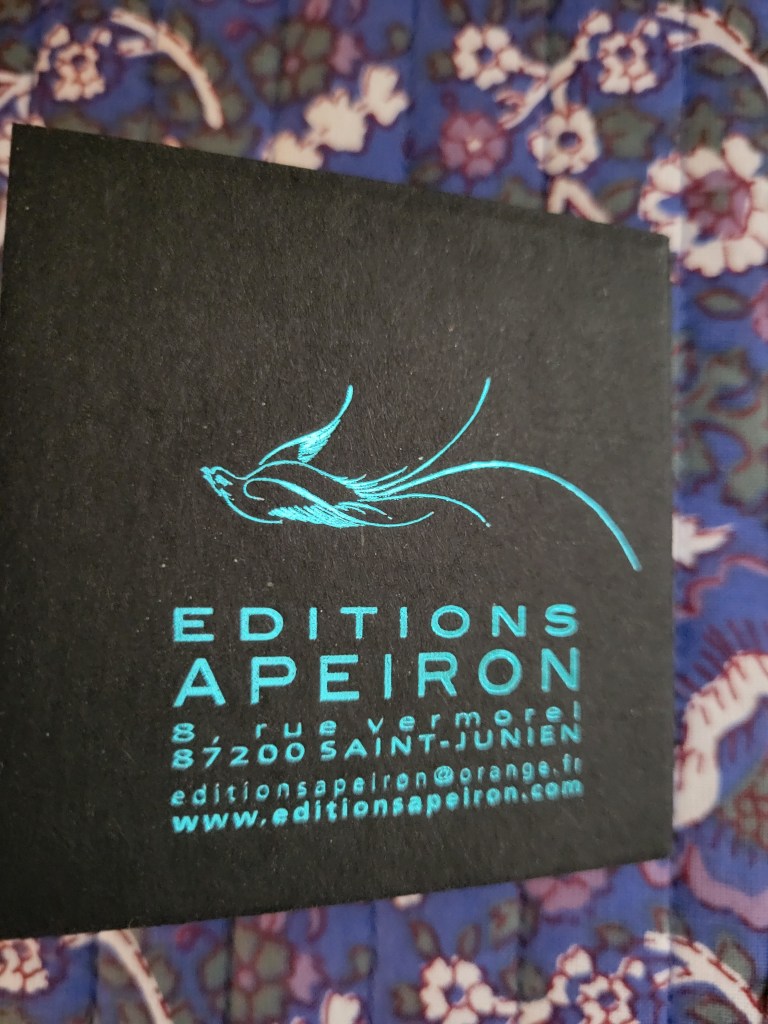 EDITIONS
APEIRON
8, rue vermorel
87200 SAINT-JUNIEN
editionsapeiron@orange.fr
www.editionsapeiron.com